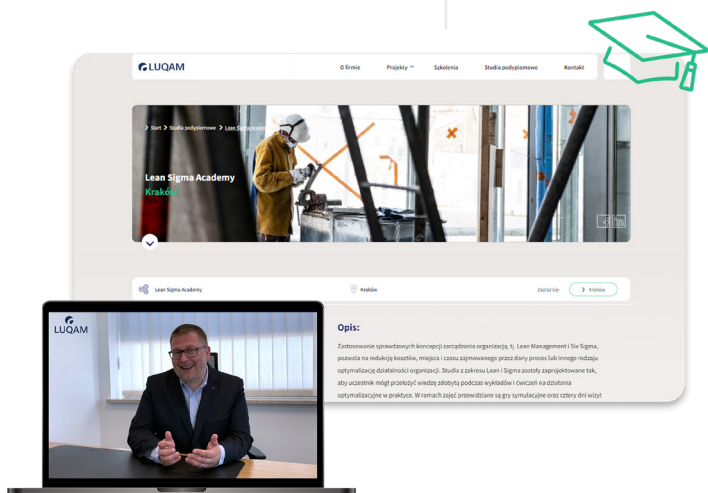 LUQAM
O firmie Projekty Szkolenia Studia podyplomowe Kontakt
Start Studia podyplomowe Lean Sigma Academy
Lean Sigma Academy
Kraków
Lean Sigma Academy Kraków Zapisz się: Kraków
LUQAM
Opis:
Zastosowanie sprawdzonych koncepcji zarządzania organizacją, tj. Lean Management i Six Sigma,
pozwala na redukcję kosztów, miejsca i czasu zajmowanego przez dany proces lub innego rodzaju
optymalizację działalności organizacji. Studia z zakresu Lean i Sigma zostały zaprojektowane tak,
aby uczestnik mógł przełożyć wiedzę zdobytą podczas wykładów i ćwiczeń na działania
optymalizacyjne w praktyce. W ramach zajęć przewidziane są gry symulacyjne oraz cztery dni wizyt